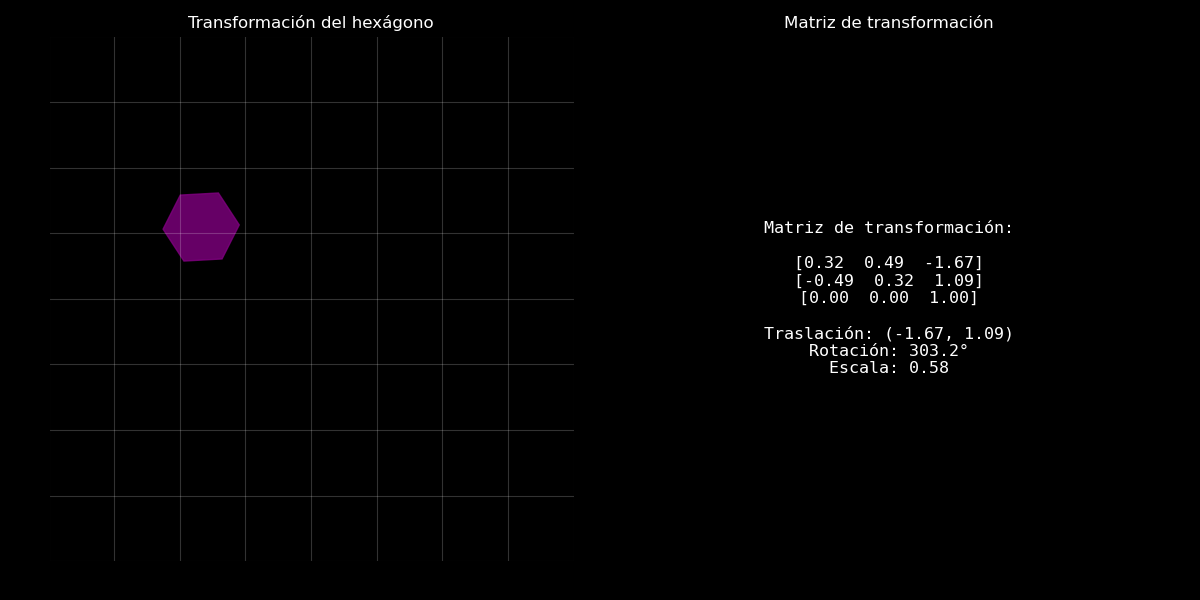 Transformación del hexágono
Matriz de transformación
Matriz de transformación:
[0.32  0.49  -1.67]
[-0.49  0.32  1.09]
[0.00  0.00  1.00]
Traslación: (-1.67, 1.09)
Rotación: 303.2°
Escala: 0.58